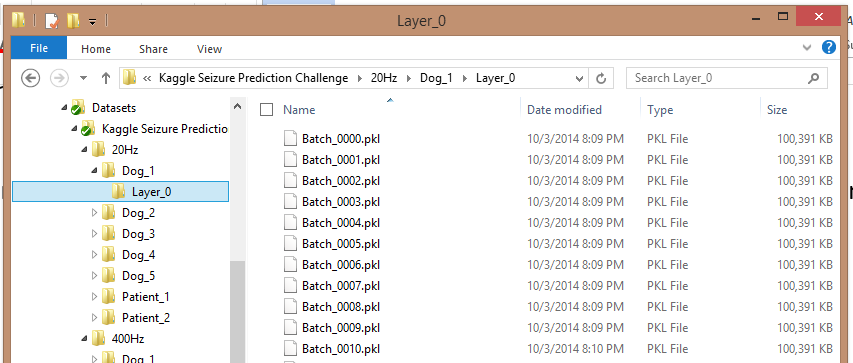 Layer_0
File Home Share View
« Kaggle Seizure Prediction Challenge 20Hz Dog_1 Layer_0 Search Layer_0
Datasets
Kaggle Seizure Predictio
20Hz
Dog_1
Layer_0
Dog_2
Dog_3
Dog_4
Dog_5
Patient_1
Patient_2
400Hz
Dog_1
Name Date modified Type Size
Batch_0000.pkl 10/3/2014 8:09 PM PKL File 100,391 KB
Batch_0001.pkl 10/3/2014 8:09 PM PKL File 100,391 KB
Batch_0002.pkl 10/3/2014 8:09 PM PKL File 100,391 KB
Batch_0003.pkl 10/3/2014 8:09 PM PKL File 100,391 KB
Batch_0004.pkl 10/3/2014 8:09 PM PKL File 100,391 KB
Batch_0005.pkl 10/3/2014 8:09 PM PKL File 100,391 KB
Batch_0006.pkl 10/3/2014 8:09 PM PKL File 100,391 KB
Batch_0007.pkl 10/3/2014 8:09 PM PKL File 100,391 KB
Batch_0008.pkl 10/3/2014 8:09 PM PKL File 100,391 KB
Batch_0009.pkl 10/3/2014 8:09 PM PKL File 100,391 KB
Batch_0010.pkl 10/3/2014 8:10 PM PKL File 100,391 KB